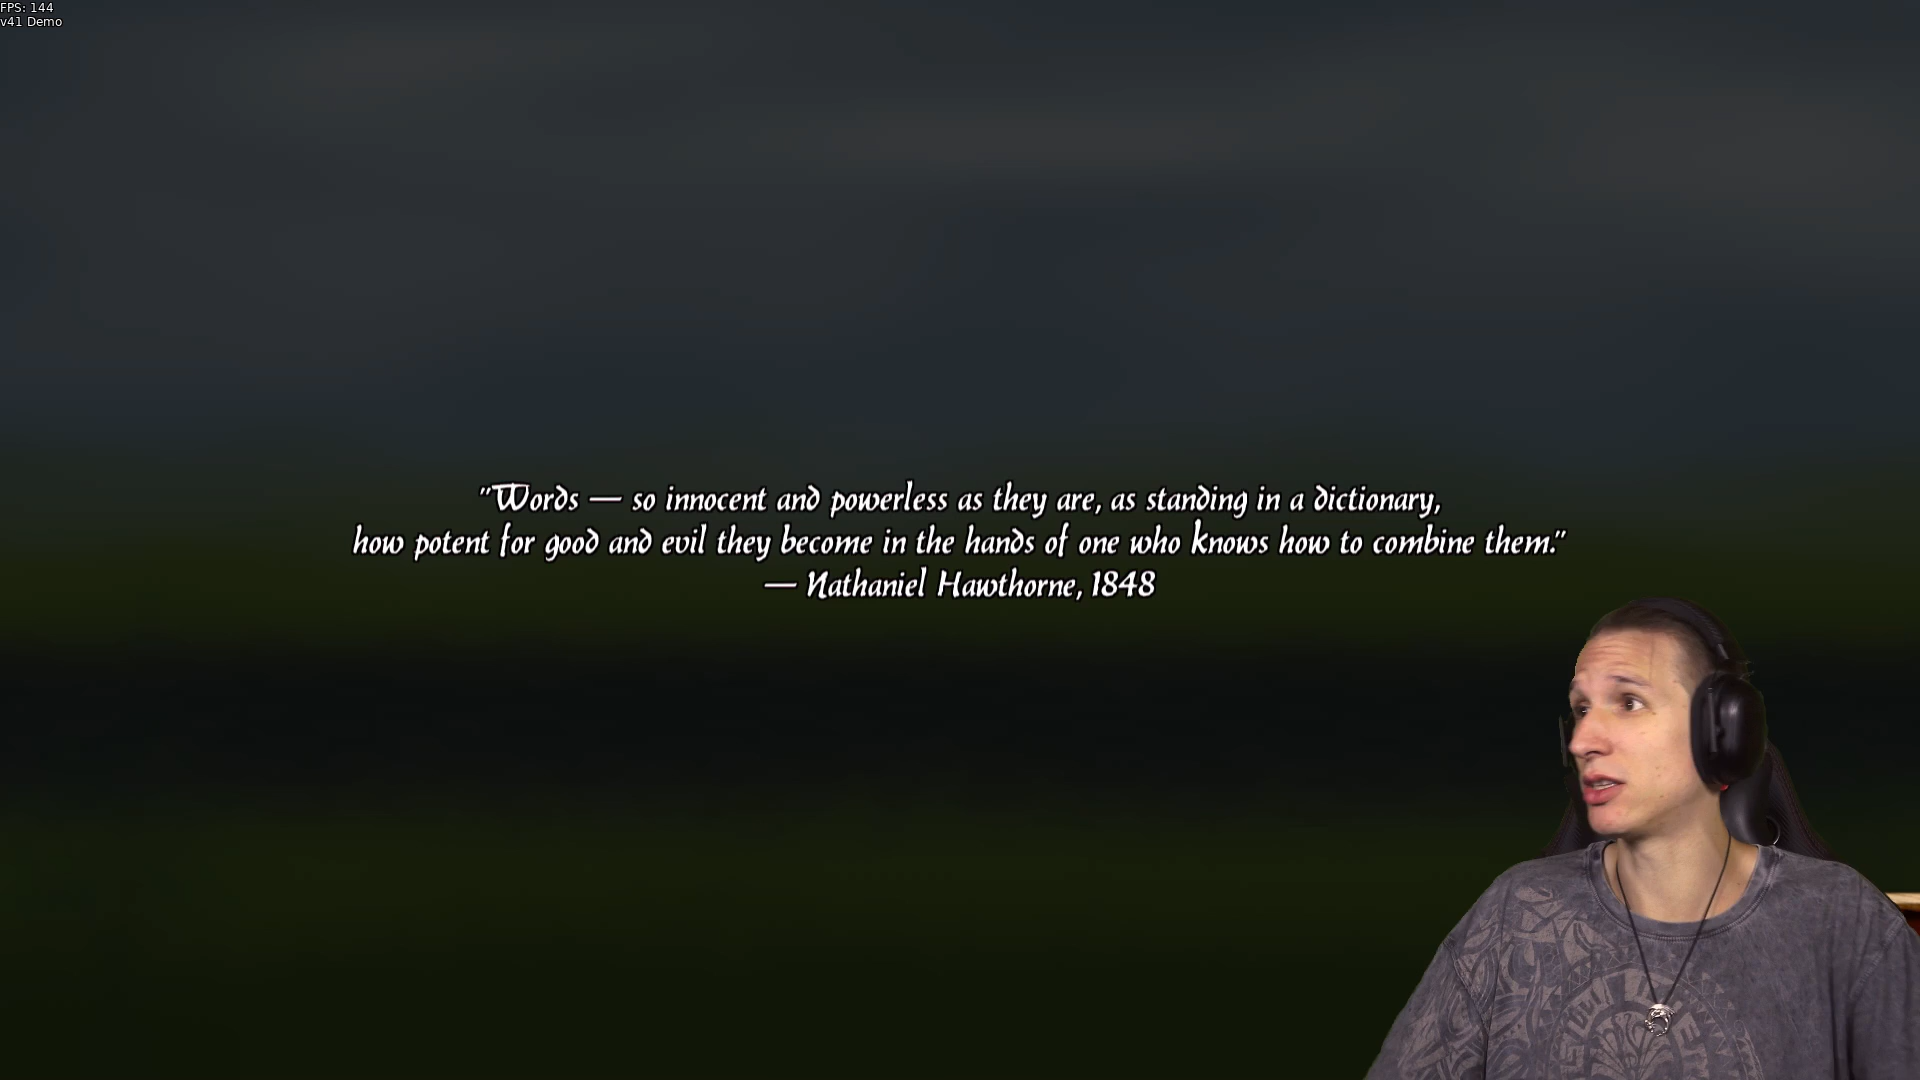 FPS: 144
v41 Demo
"Words — so innocent and powerless as they are, as standing in a dictionary,
how potent for good and evil they become in the hands of one who knows how to combine them."
— Nathaniel Hawthorne, 1848